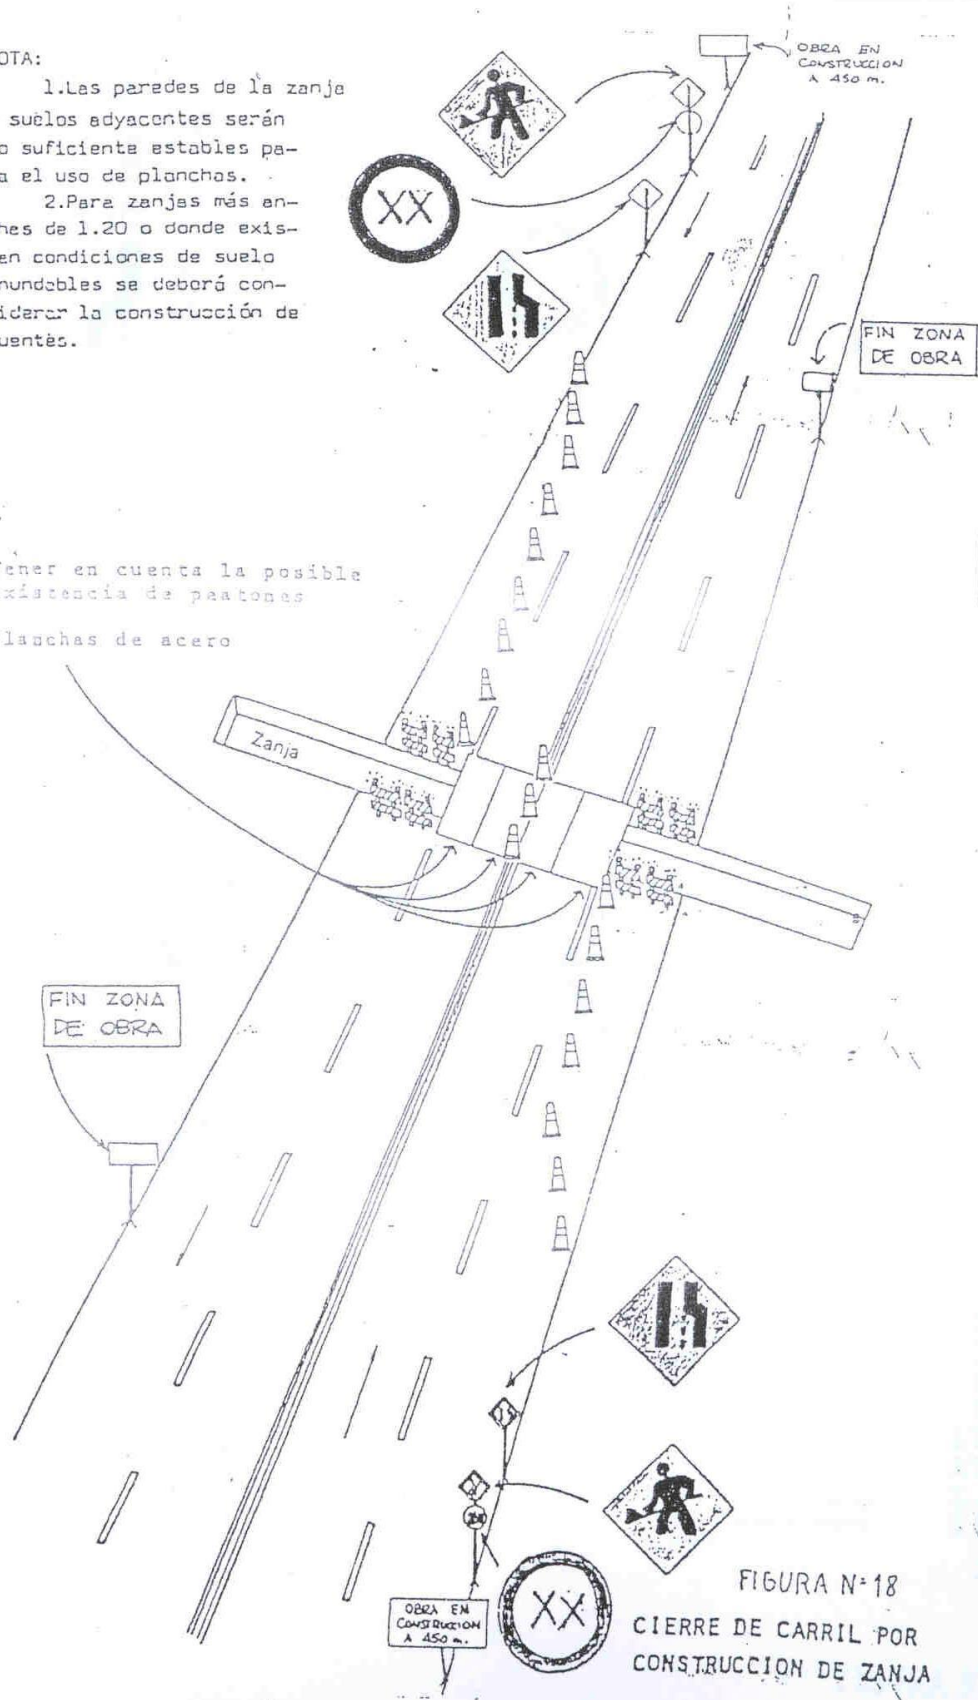 OTA:
1.Las paredes de la zanja
suelos adyacentes serán
o suficiente estables pa-
a el uso de planchas.
2.Para zanjas más an-
hes de 1.20 o donde exis-
en condiciones de suelo
nundables se deberá con-
iderar la construcción de
uentes.
OBRA EN
CONSTRUCCION
A 450 m.
XX
FIN ZONA
DE OBRA
ener en cuenta la posible
xistencia de peatones
lanchas de acero
Zanja
FIN ZONA
DE OBRA
OBRA EN
CONSTRUCCION
A 450 m.
XX
FIGURA Nº 18
CIERRE DE CARRIL POR
CONSTRUCCION DE ZANJA